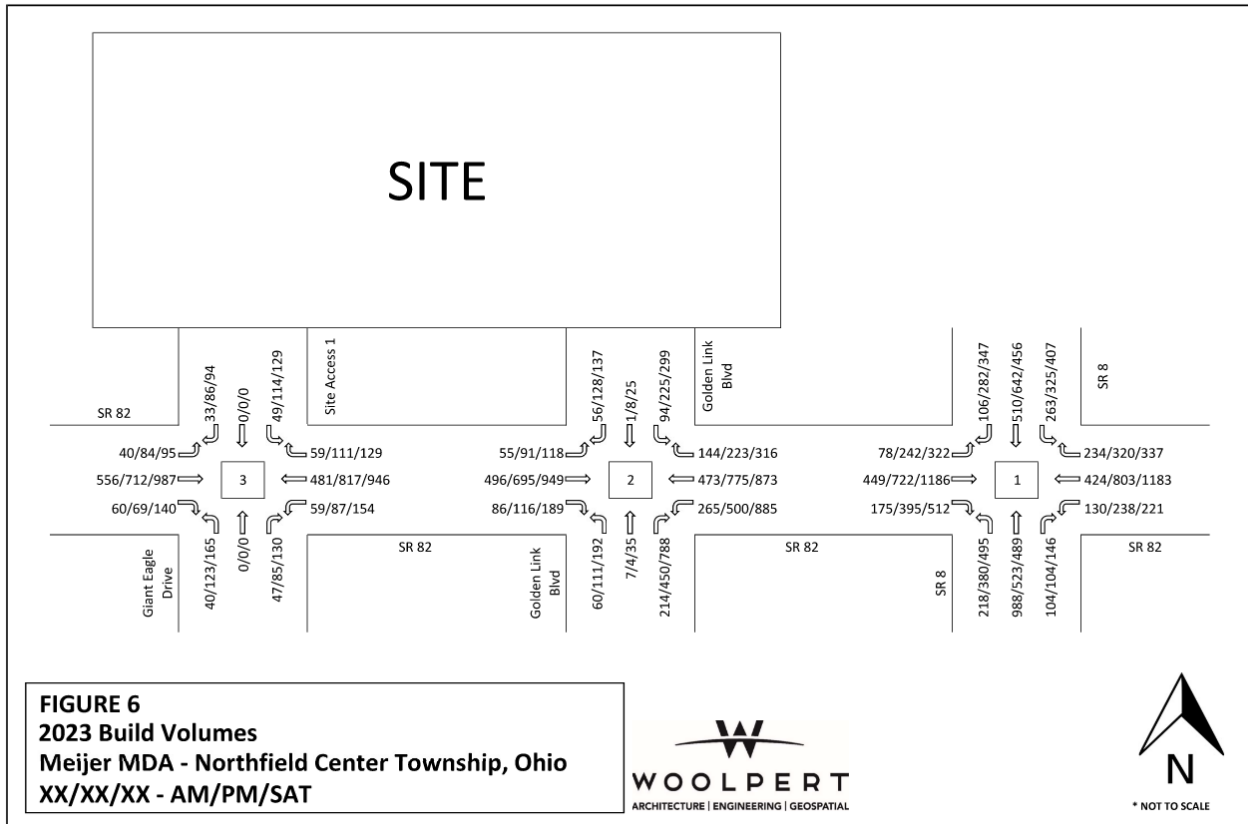 SITE
33/86/94
0/0/0
49/114/129
Site Access 1
56/128/137
1/8/25
94/225/299
Golden Link
Blvd
106/282/347
510/642/456
263/325/407
SR 8
SR 82
40/84/95
556/712/987
60/69/140
3
59/111/129
481/817/946
59/87/154
55/91/118
496/695/949
86/116/189
2
144/223/316
473/775/873
265/500/885
78/242/322
449/722/1186
175/395/512
1
234/320/337
424/803/1183
130/238/221
Giant Eagle
Drive
40/123/165
0/0/0
47/85/130
SR 82
Golden Link
Blvd
60/111/192
7/4/35
214/450/788
SR 82
SR 8
218/380/495
988/523/489
104/104/146
SR 82
FIGURE 6
2023 Build Volumes
Meijer MDA - Northfield Center Township, Ohio
XX/XX/XX - AM/PM/SAT
WOOLPERT
ARCHITECTURE | ENGINEERING | GEOSPATIAL
N
* NOT TO SCALE